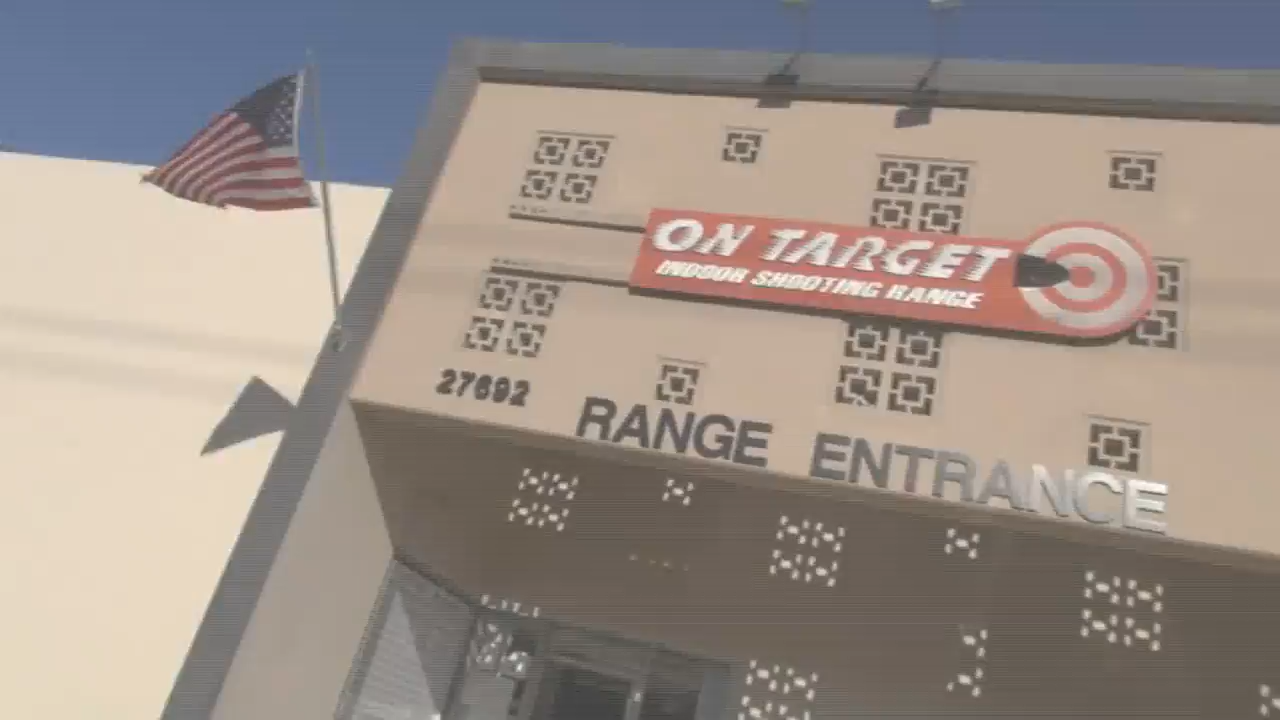 ON TARGET
INDOOR SHOOTING RANGE
27692
RANGE ENTRANCE